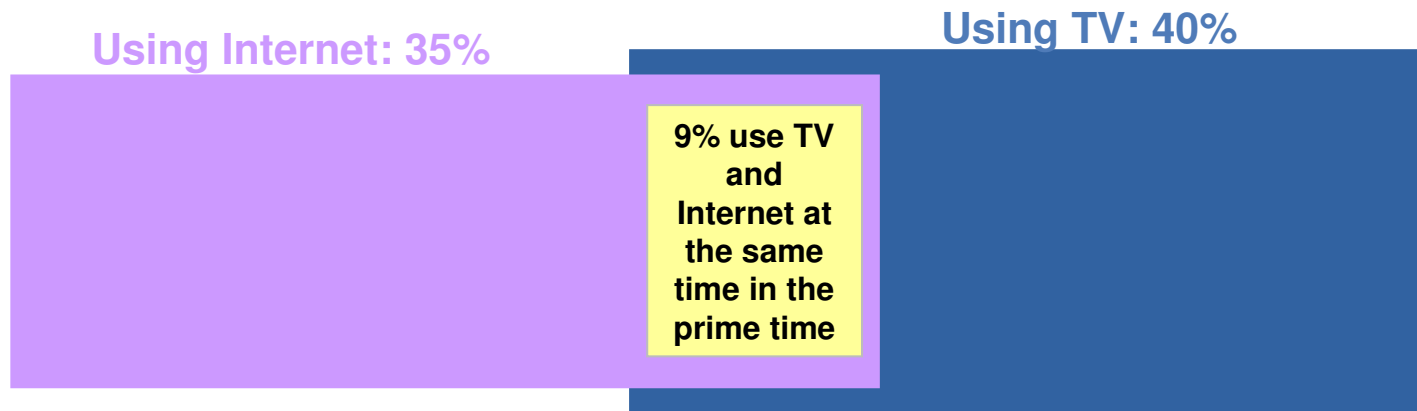 Using Internet: 35%
Using TV: 40%
9% use TV
and
Internet at
the same
time in the
prime time